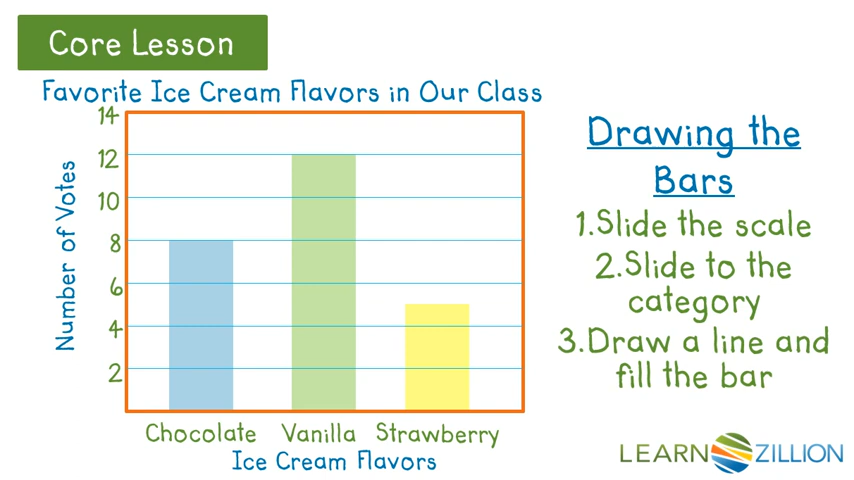 Core Lesson
Favorite Ice Cream Flavors in Our Class
14
12
10
8
6
4
2
Number of Votes
Chocolate Vanilla Strawberry
Ice Cream Flavors
Drawing the
Bars
1.Slide the scale
2.Slide to the
category
3.Draw a line and
fill the bar
LEARN ZILLION